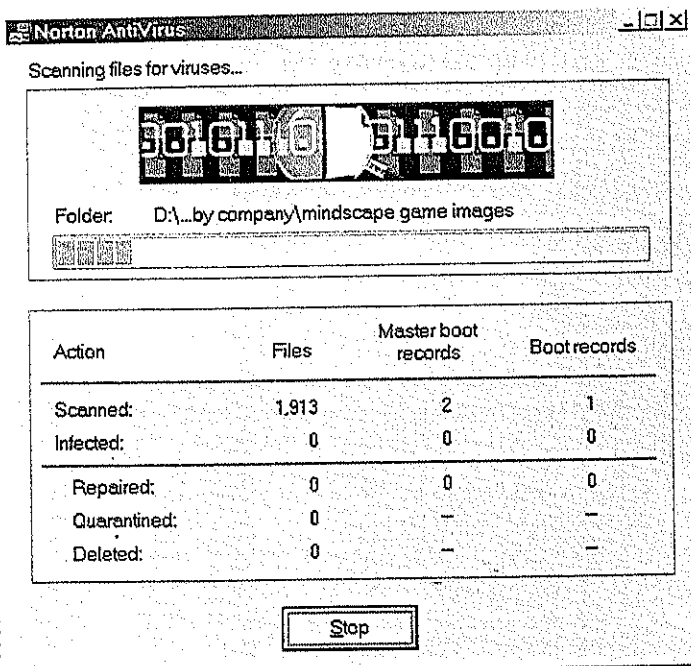 Norton AntiVirus
Scanning files for viruses...
Folder: D:\...by company\mindscape game images
Action Files Master boot records Boot records
Scanned: 1,913 2 1
Infected: 0 0 0
Repaired: 0 0 0
Quarantined: 0 -- --
Deleted: 0 -- --
Stop